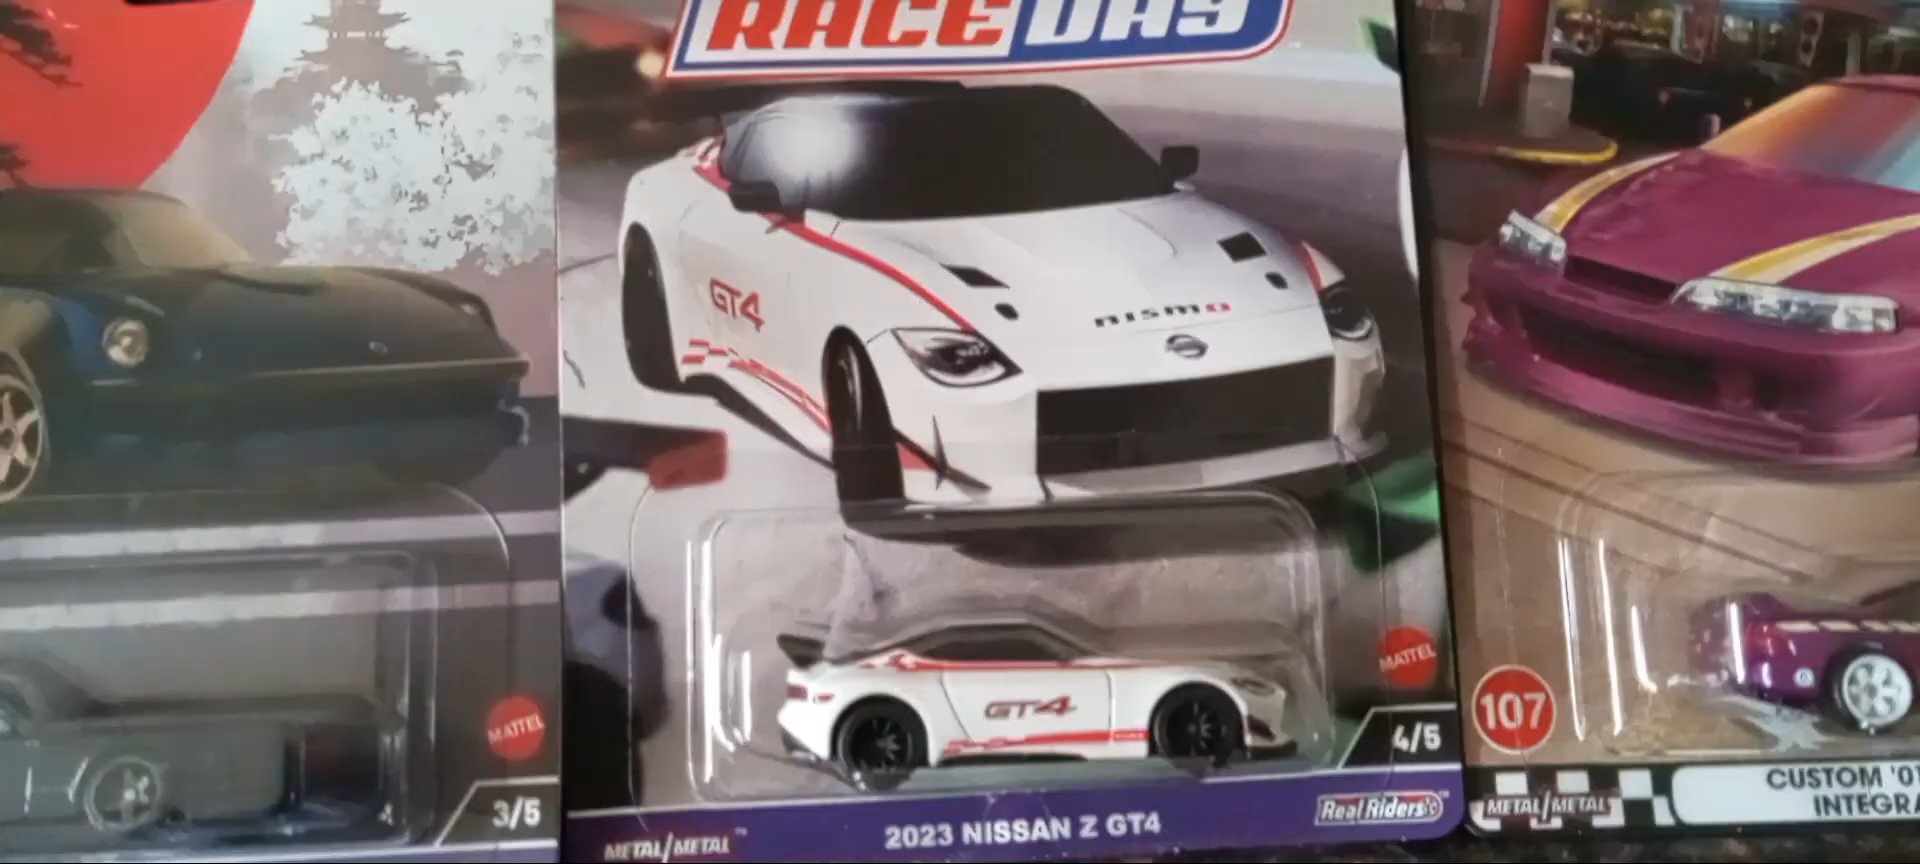 RACE DAY
GT4
nismo
MATTEL
3/5
GT4
MATTEL
4/5
METAL/METAL™
2023 NISSAN Z GT4
Real Riders
107
METAL/METAL
CUSTOM '01
INTEGRA